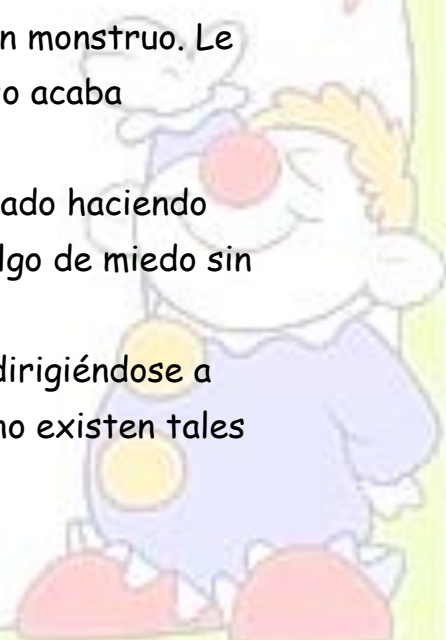 n monstruo. Le
o acaba
ado haciendo
lgo de miedo sin
dirigiéndose a
no existen tales